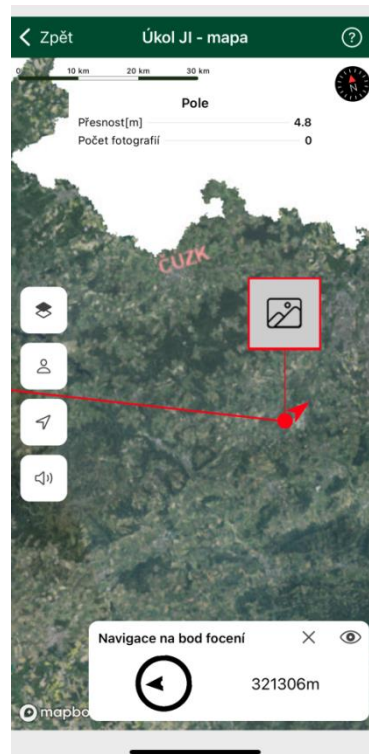 Zpět
Úkol JI - mapa
?
0
10 km
20 km
30 km
N
Pole
Přesnost[m] 4.8
Počet fotografií 0
ČÚZK
Navigace na bod focení
321306m
mapbo